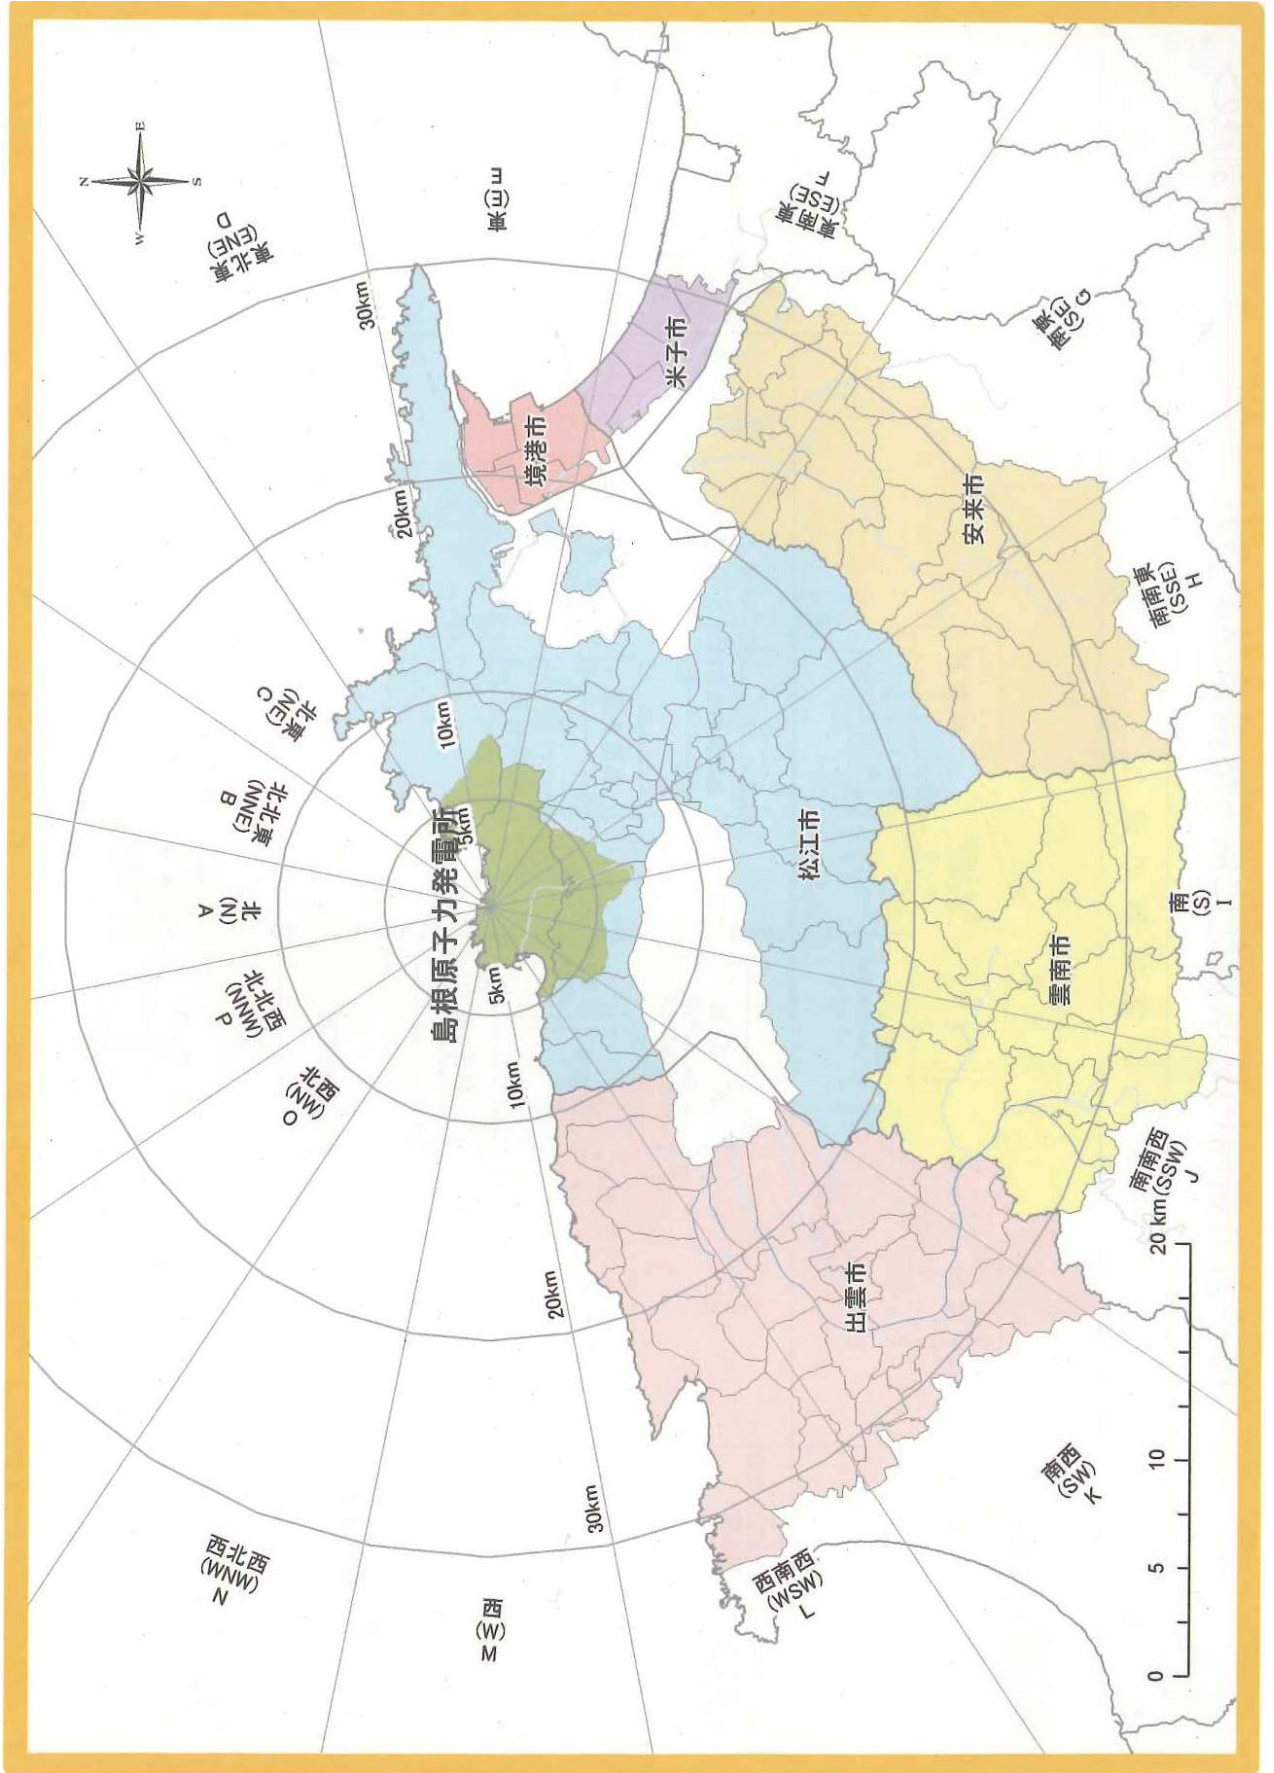 N
W
E
S
北
(N)
A
北北東
(NNE)
B
北東
(NE)
C
東北東
(ENE)
D
東(E)E
東南東
(ESE)
F
南東
(SE)
G
南南東
(SSE)
H
南
(S)
I
南南西
(SSW)
J
南西
(SW)
K
西南西
(WSW)
L
西
(W)
M
西北西
(WNW)
N
北西
(NW)
O
北北西
(NNW)
P
島根原子力発電所
5km
5km
10km
10km
20km
20km
30km
30km
境港市
米子市
松江市
安来市
出雲市
雲南市
0
5
10
20 km